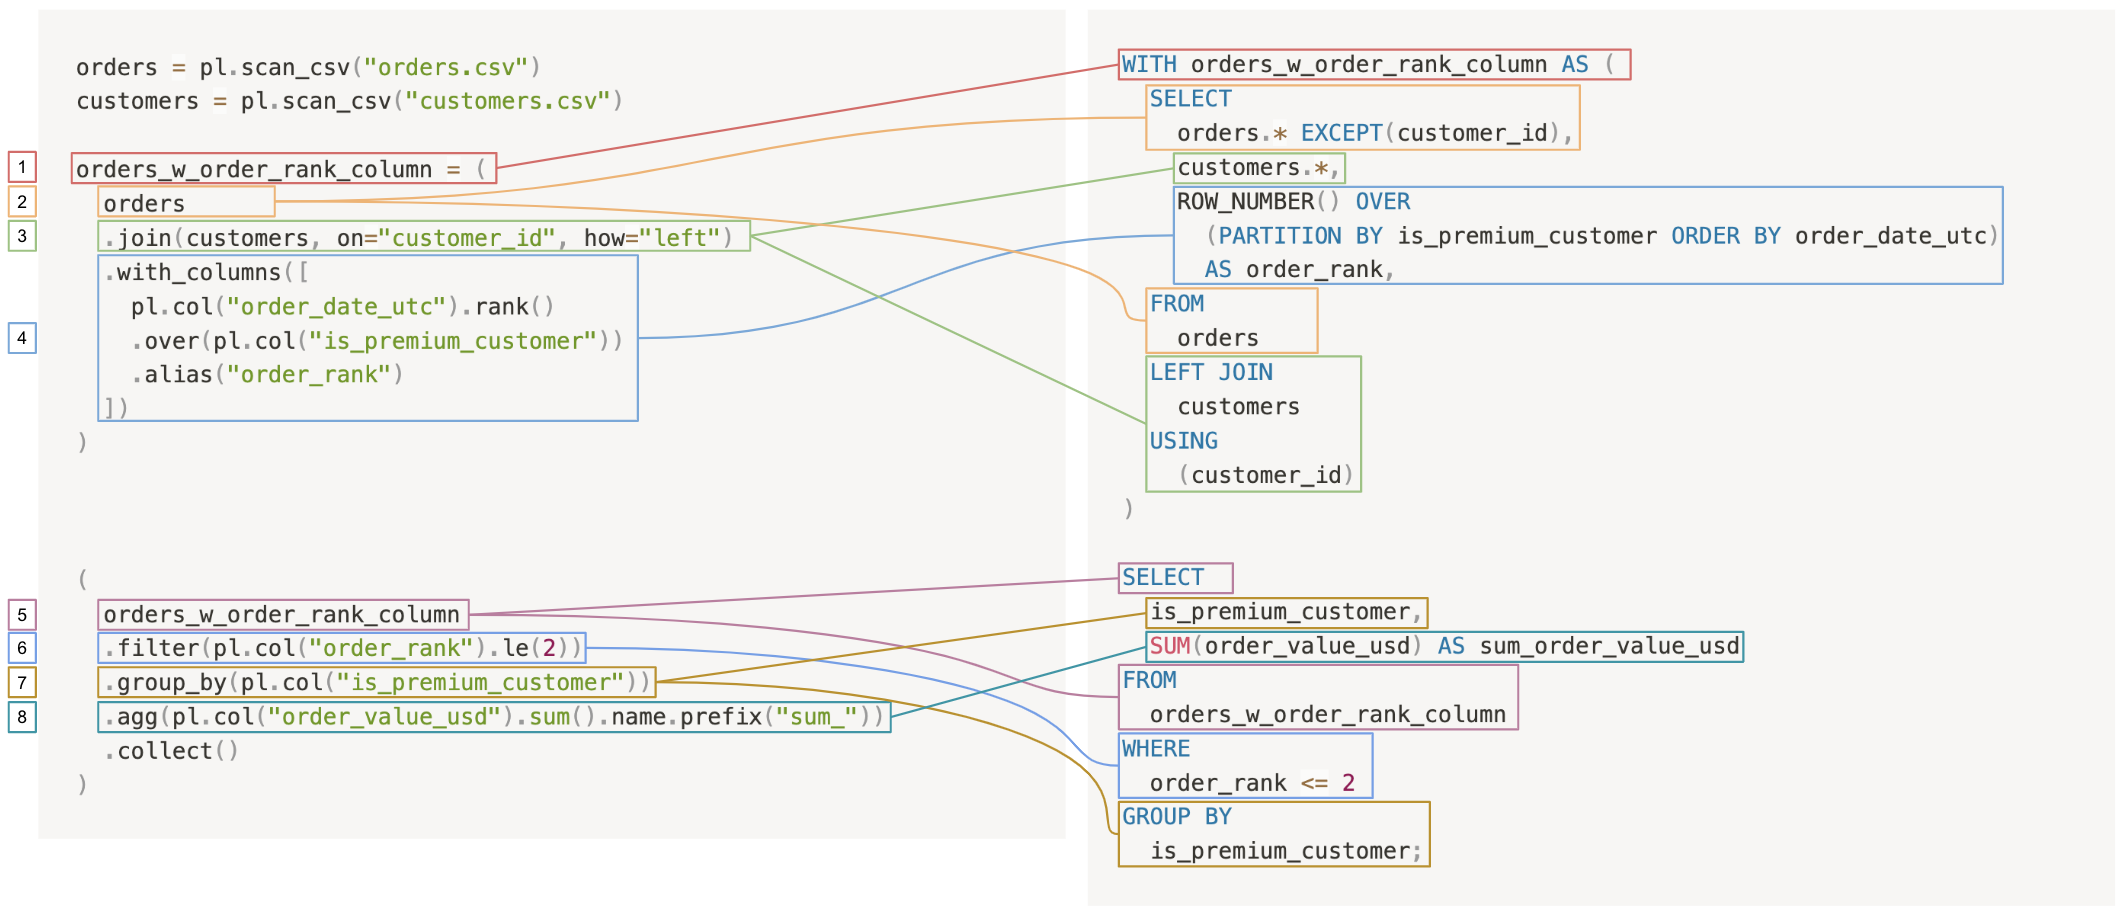 orders = pl.scan_csv("orders.csv")
customers = pl.scan_csv("customers.csv")
1
orders_w_order_rank_column = (
2
orders
3
.join(customers, on="customer_id", how="left")
.with_columns([
pl.col("order_date_utc").rank()
4
.over(pl.col("is_premium_customer"))
.alias("order_rank")
])
)
(
5
orders_w_order_rank_column
6
.filter(pl.col("order_rank").le(2))
7
.group_by(pl.col("is_premium_customer"))
8
.agg(pl.col("order_value_usd").sum().name.prefix("sum_"))
.collect()
)
WITH orders_w_order_rank_column AS (
SELECT
orders.* EXCEPT(customer_id),
customers.*,
ROW_NUMBER() OVER
(PARTITION BY is_premium_customer ORDER BY order_date_utc)
AS order_rank,
FROM
orders
LEFT JOIN
customers
USING
(customer_id)
)
SELECT
is_premium_customer,
SUM(order_value_usd) AS sum_order_value_usd
FROM
orders_w_order_rank_column
WHERE
order_rank <= 2
GROUP BY
is_premium_customer;